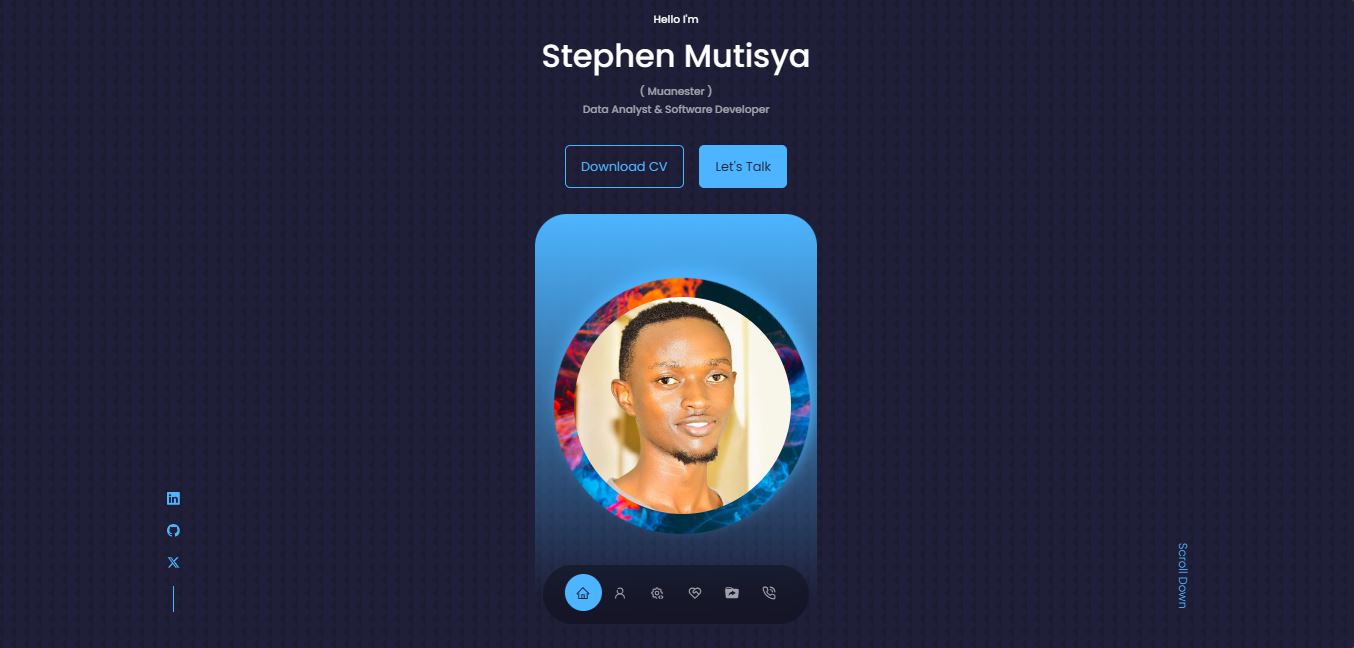 Hello I'm
Stephen Mutisya
( Muanester )
Data Analyst & Software Developer
Download CV
Let's Talk
Scroll Down